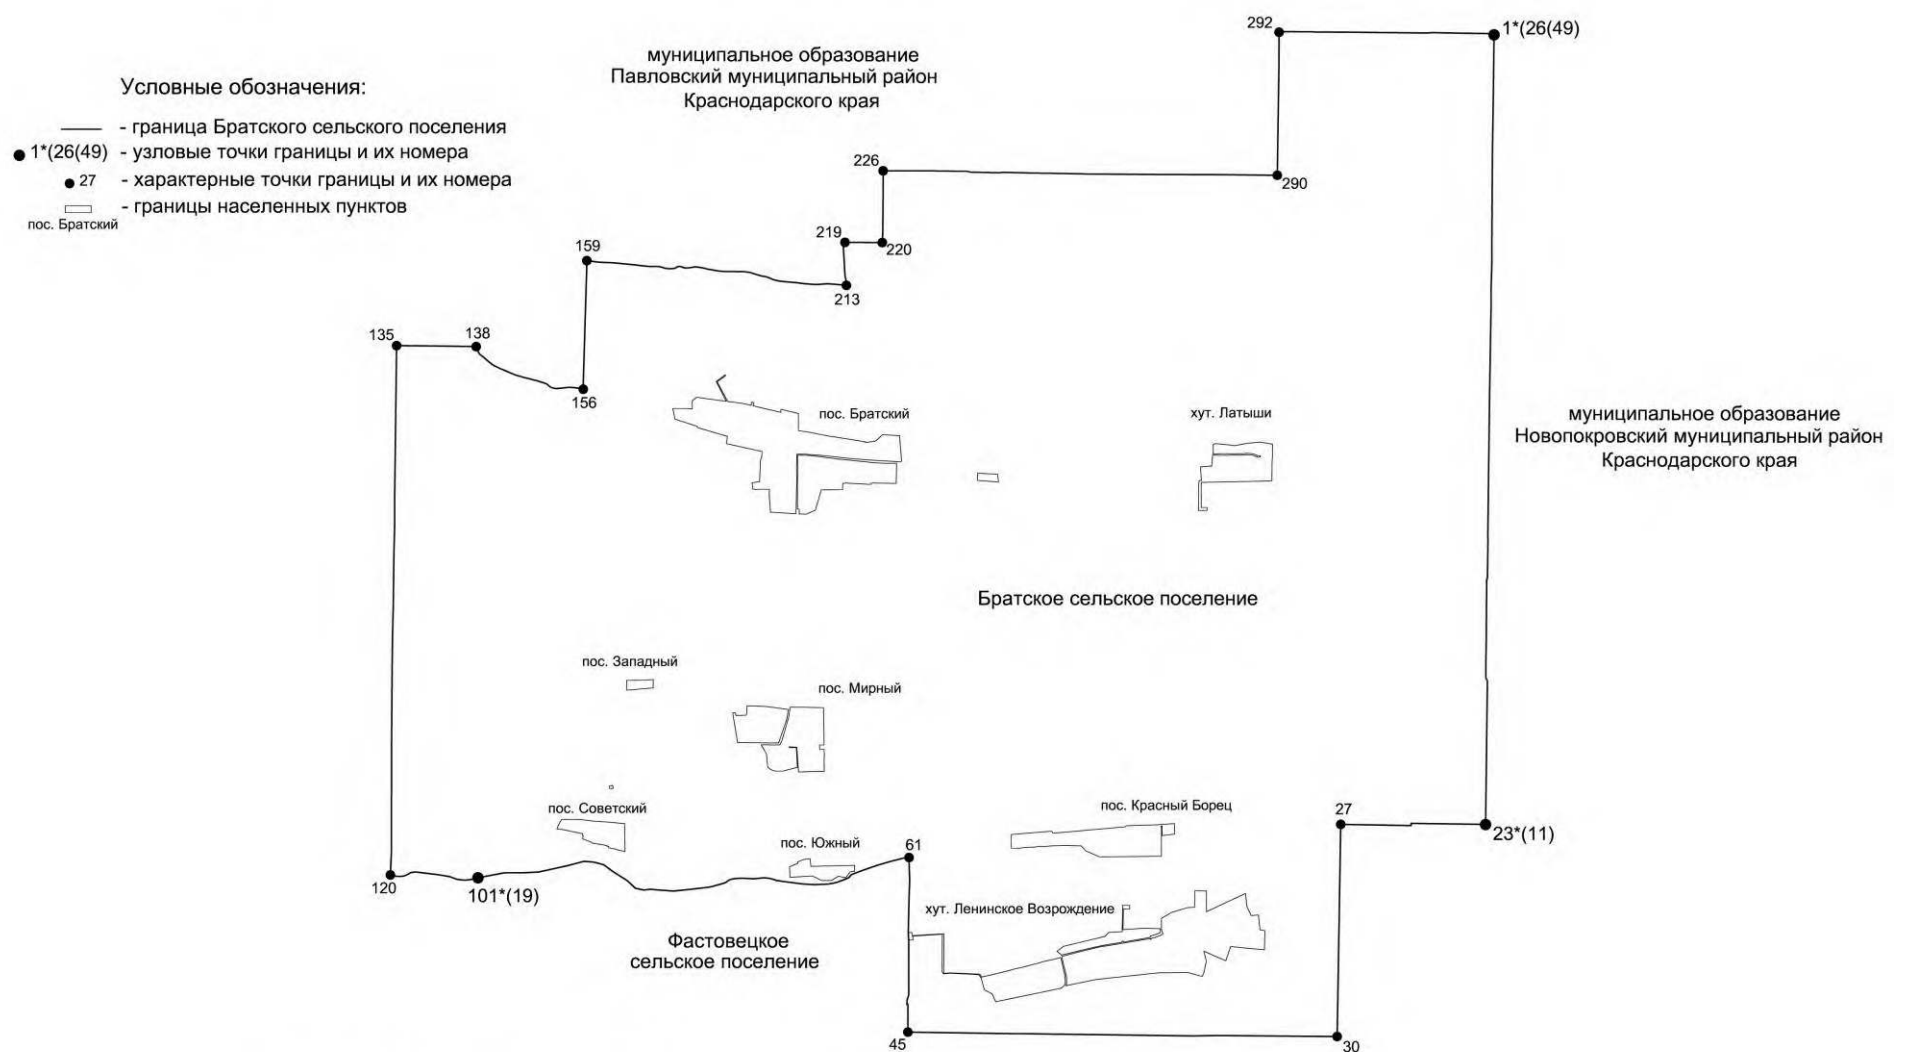 292
1*(26(49)
муниципальное образование
Павловский муниципальный район
Краснодарского края
Условные обозначения:
- граница Братского сельского поселения
1*(26(49) - узловые точки границы и их номера
27 - характерные точки границы и их номера
- границы населенных пунктов
пос. Братский
226
290
219
220
159
213
135
138
156
пос. Братский
хут. Латыши
муниципальное образование
Новопокровский муниципальный район
Краснодарского края
Братское сельское поселение
пос. Западный
пос. Мирный
пос. Советский
пос. Красный Борец
27
23*(11)
пос. Южный
61
120
101*(19)
хут. Ленинское Возрождение
Фастовецкое
сельское поселение
45
30